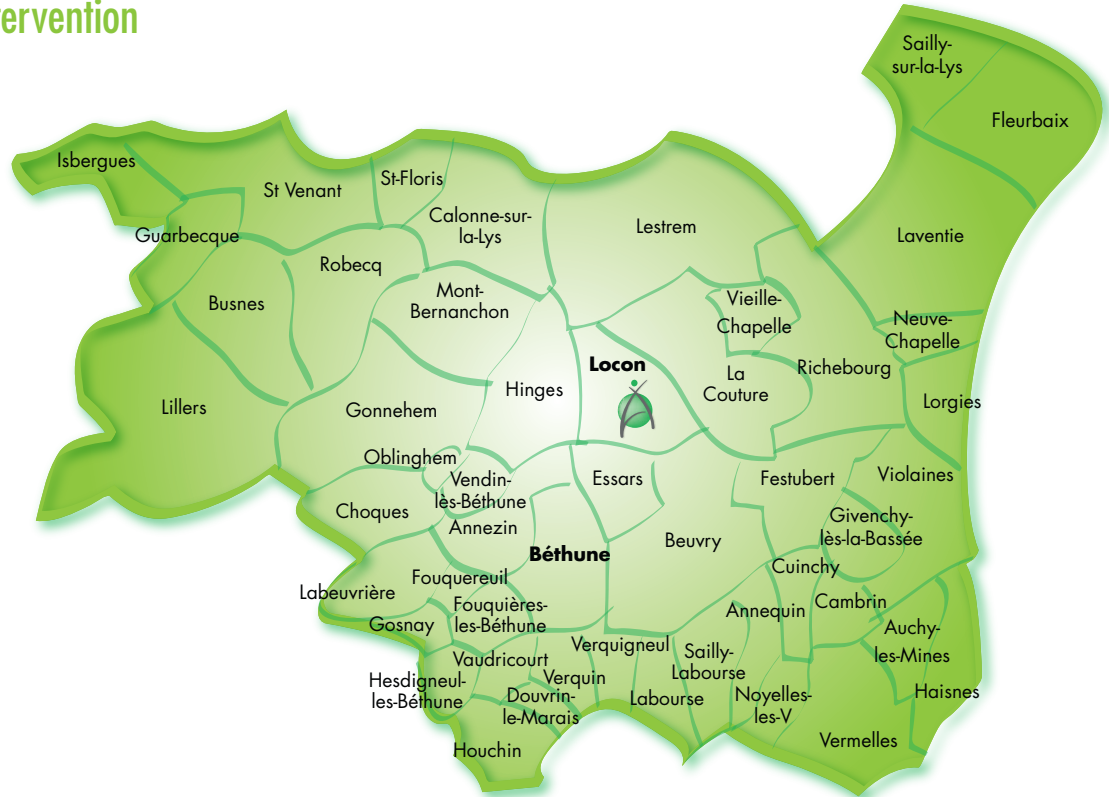 tervention
Sailly-
sur-la-Lys
Fleurbaix
Isbergues
St Venant
St-Floris
Calonne-sur-
la-Lys
Lestrem
Laventie
Guarbecque
Robecq
Busnes
Mont-
Bernanchon
Vieille-
Chapelle
Neuve-
Chapelle
Locon
Richebourg
La
Couture
Hinges
Lillers
Gonnehem
Lorgies
Oblinghem
Vendin-
lès-Béthune
Essars
Festubert
Violaines
Choques
Annezin
Givenchy-
lès-la-Bassée
Béthune
Beuvry
Cuinchy
Fouquereuil
Labeuvrière
Fouquières-
les-Béthune
Annequin
Cambrin
Gosnay
Auchy-
les-Mines
Verquigneul
Sailly-
Labourse
Vaudricourt
Verquin
Hesdigneul-
les-Béthune
Douvrin-
le-Marais
Labourse
Noyelles-
les-V
Haisnes
Houchin
Vermelles